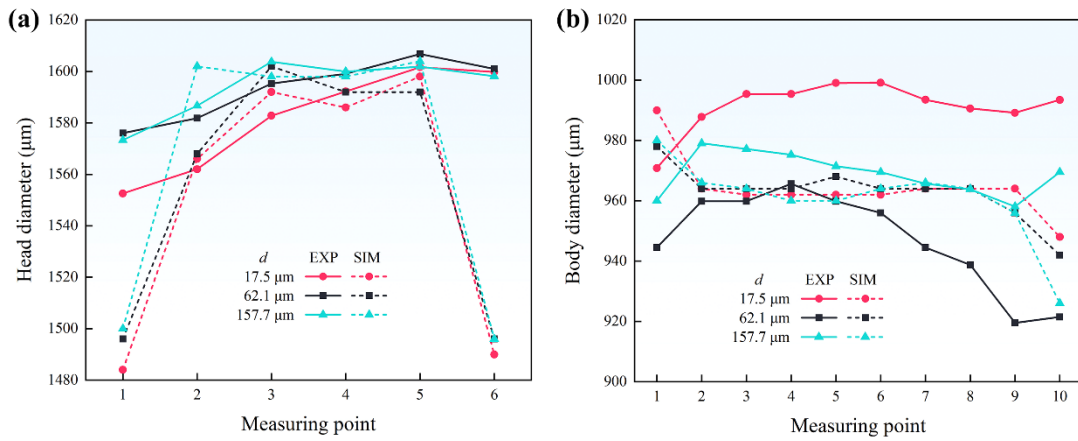 (a)
1620
1600
1580
1560
1540
1520
1500
1480
Head diameter (μm)
d EXP SIM
17.5 μm
62.1 μm
157.7 μm
1 2 3 4 5 6
Measuring point
(b)
1020
1000
980
960
940
920
900
Body diameter (μm)
d EXP SIM
17.5 μm
62.1 μm
157.7 μm
1 2 3 4 5 6 7 8 9 10
Measuring point